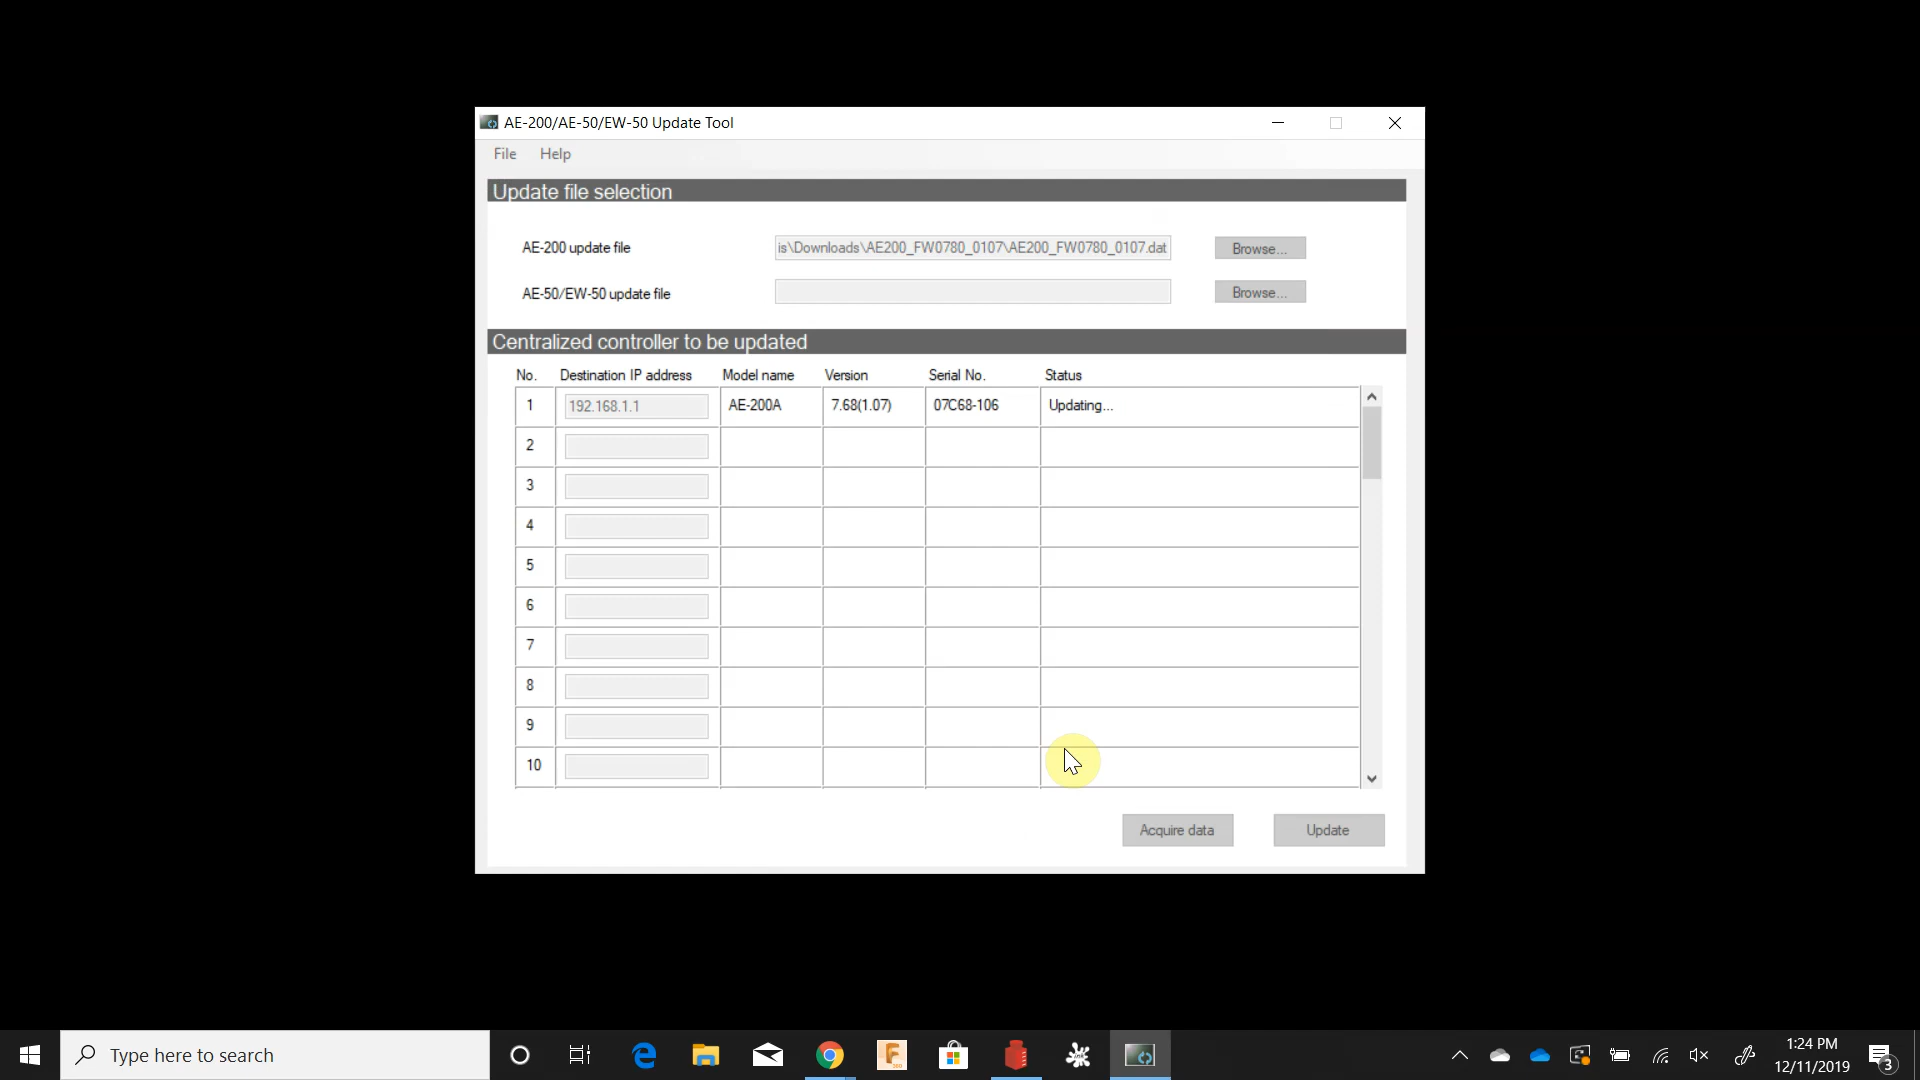 AE-200/AE-50/EW-50 Update Tool
File Help
Update file selection
AE-200 update file is\Downloads\AE200_FW0780_0107\AE200_FW0780_0107.dat Browse...
AE-50/EW-50 update file Browse...
Centralized controller to be updated
No. Destination IP address Model name Version Serial No. Status
1 192.168.1.1 AE-200A 7.68(1.07) 07C68-106 Updating...
2
3
4
5
6
7
8
9
10
Acquire data Update
Type here to search
1:24 PM
12/11/2019
3